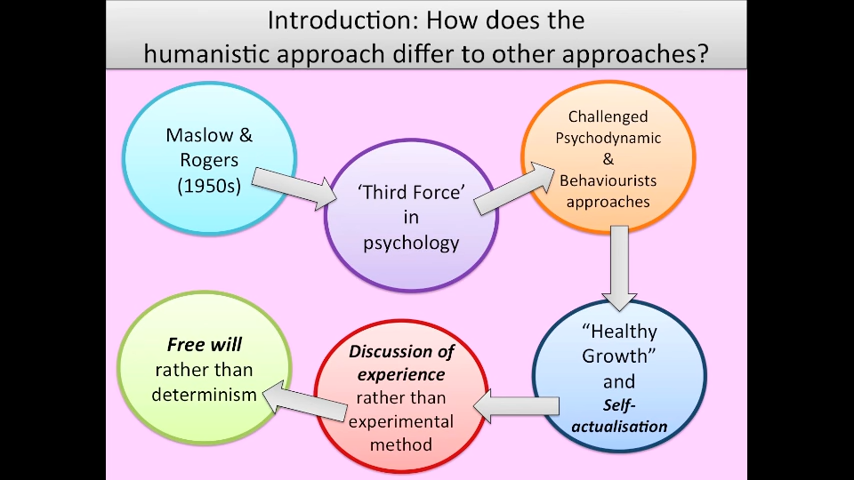 Introduction: How does the
humanistic approach differ to other approaches?
Maslow &
Rogers
(1950s)
‘Third Force’
in
psychology
Challenged
Psychodynamic
&
Behaviourists
approaches
“Healthy
Growth”
and
Self-
actualisation
Discussion of
experience
rather than
experimental
method
Free will
rather than
determinism